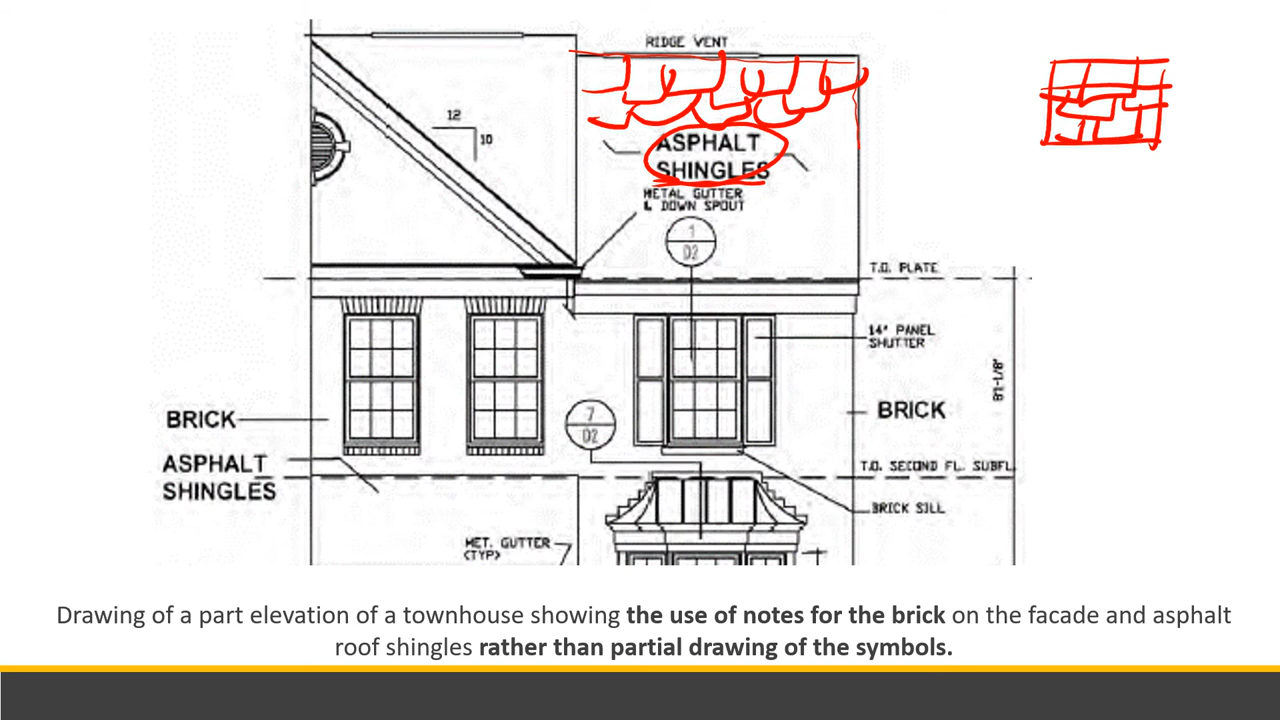 RIDGE VENT
12
10
ASPHALT
SHINGLES
METAL GUTTER
& DOWN SPOUT
1
D2
T.O. PLATE
14" PANEL
SHUTTER
8'1-1/8"
BRICK
7
D2
BRICK
ASPHALT
SHINGLES
T.O. SECOND FL. SUBFL.
BRICK SILL
MET. GUTTER
(TYP)
Drawing of a part elevation of a townhouse showing the use of notes for the brick on the facade and asphalt
roof shingles rather than partial drawing of the symbols.